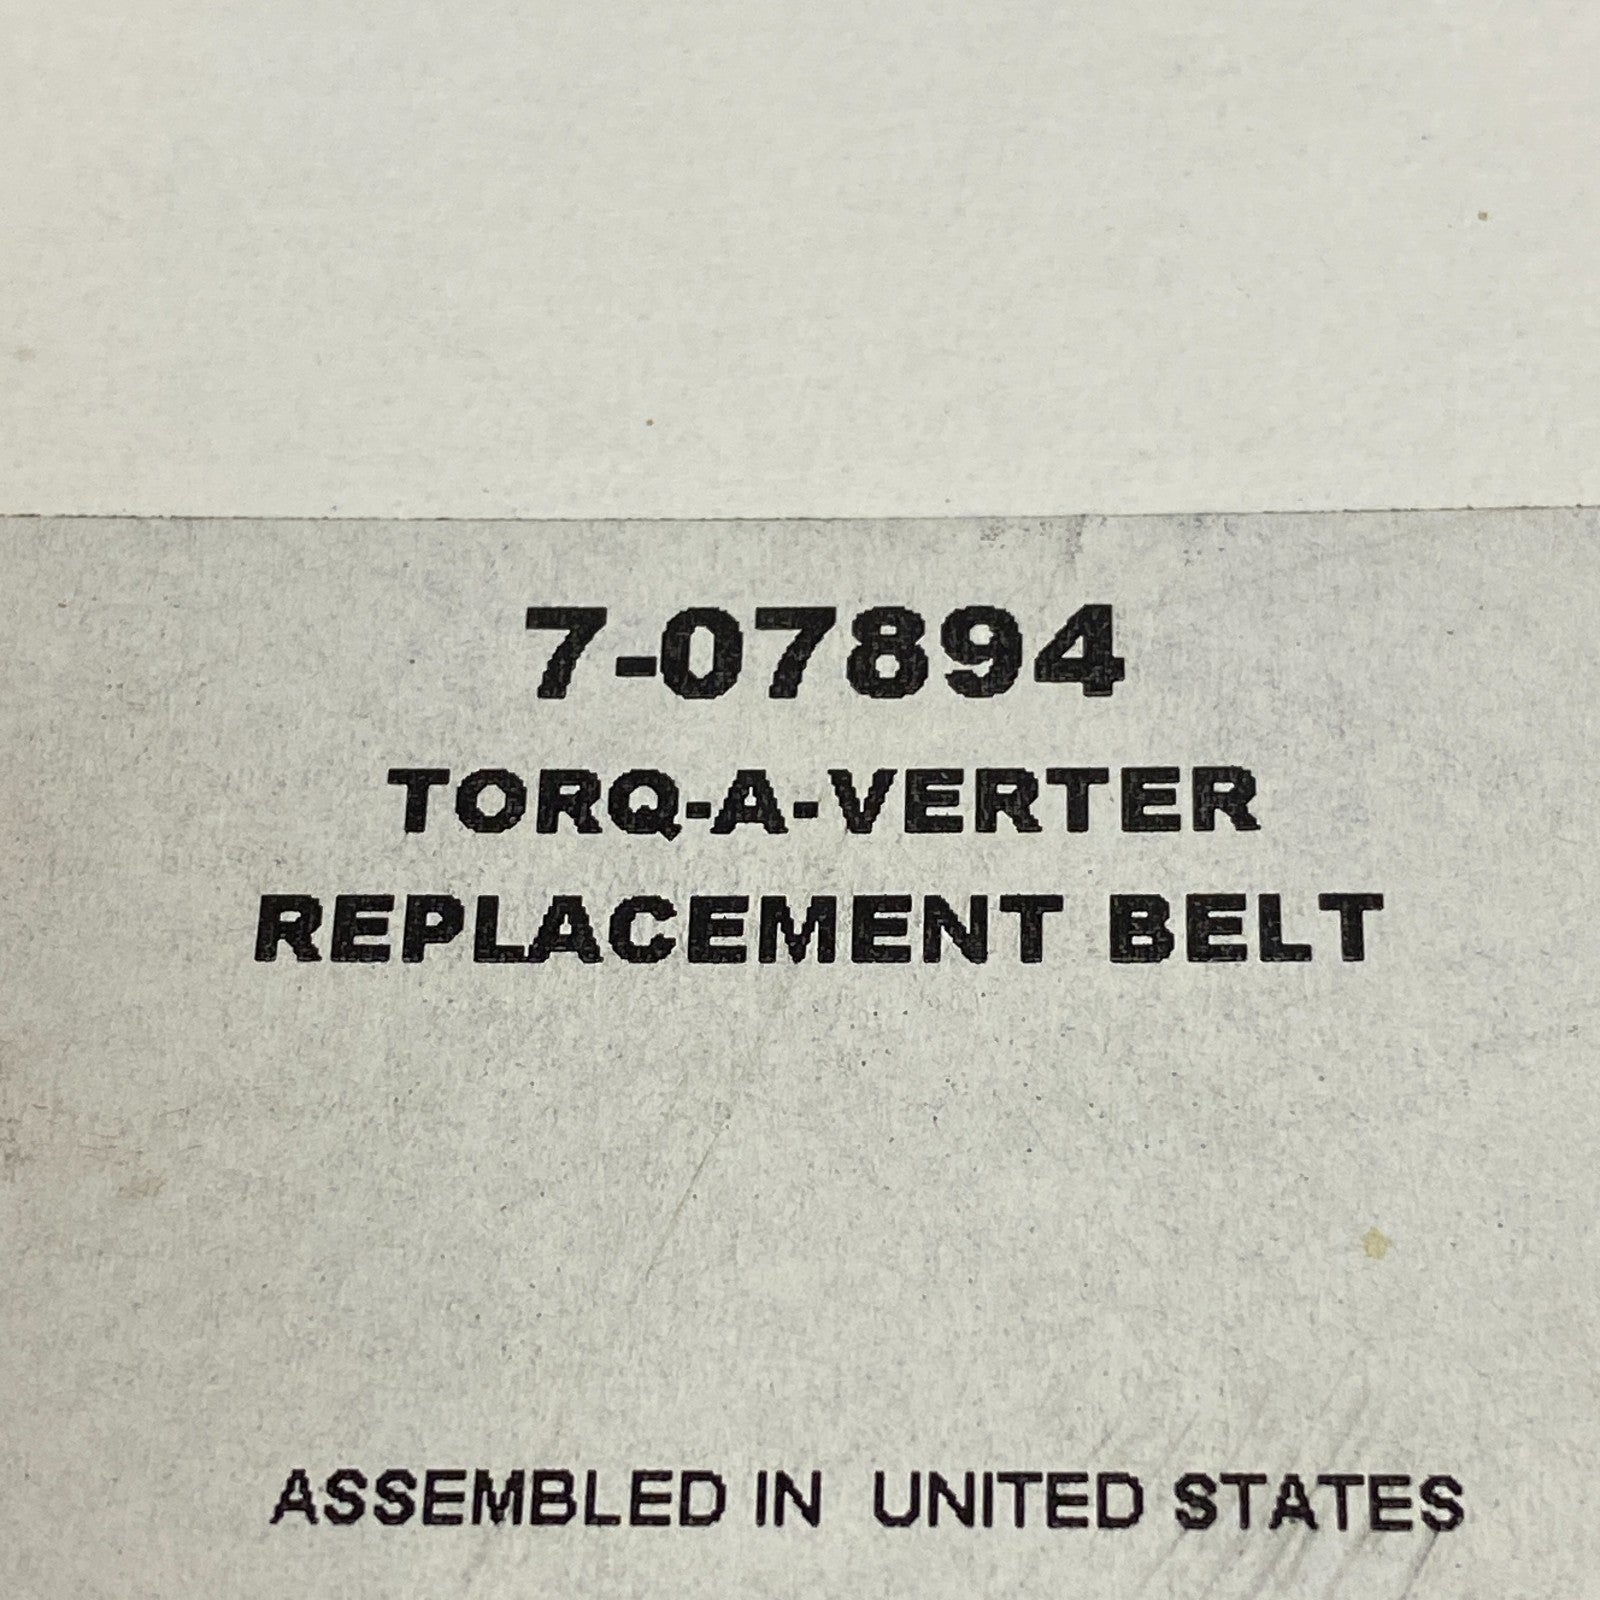 7-07894
TORQ-A-VERTER
REPLACEMENT BELT
ASSEMBLED IN UNITED STATES